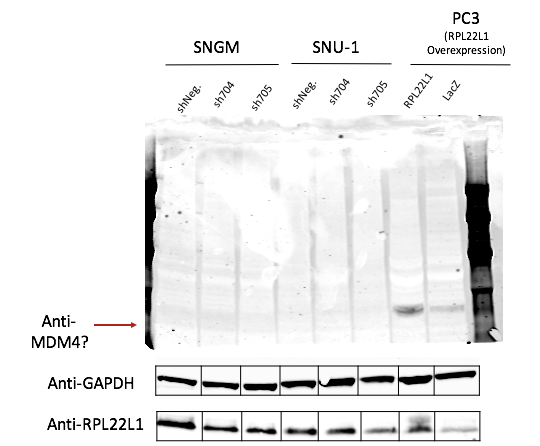 PC3
(RPL22L1
Overexpression)
SNGM
SNU-1
shNeg.
sh704
sh705
shNeg.
sh704
sh705
RPL22L1
LacZ
Anti-
MDM4?
Anti-GAPDH
Anti-RPL22L1